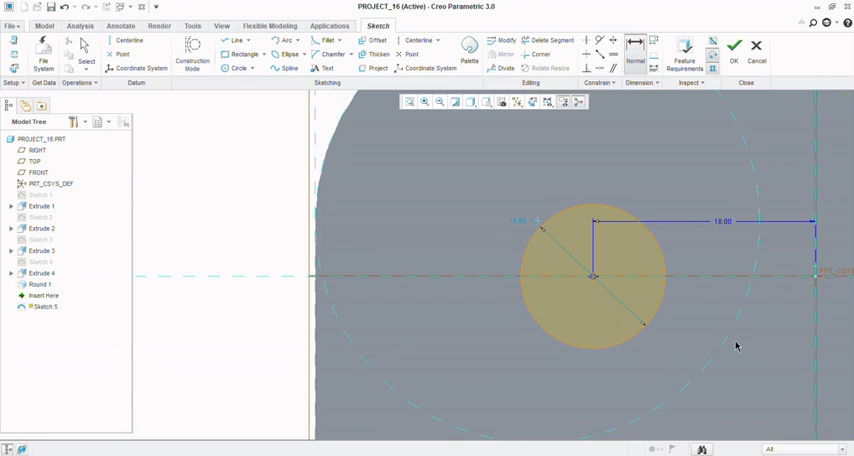 PROJECT_16 (Active) - Creo Parametric 3.0
File Model Analysis Annotate Render Tools View Flexible Modeling Applications Sketch
File System
Select
Centerline
Point
Coordinate System
Construction Mode
Line Arc Fillet Offset Centerline
Rectangle Ellipse Chamfer Thicken Point
Circle Spline Text Project Coordinate System
Palette
Modify Delete Segment
Mirror Corner
Divide Rotate Resize
Normal
Feature Requirements
OK Cancel
Setup Get Data Operations Datum Sketching Editing Constrain Dimension Inspect Close
Model Tree
PROJECT_16.PRT
RIGHT
TOP
FRONT
PRT_CSYS_DEF
Sketch 1
Extrude 1
Sketch 2
Extrude 2
Sketch 3
Extrude 3
Sketch 4
Extrude 4
Round 1
Insert Here
Sketch 5
18.00
All